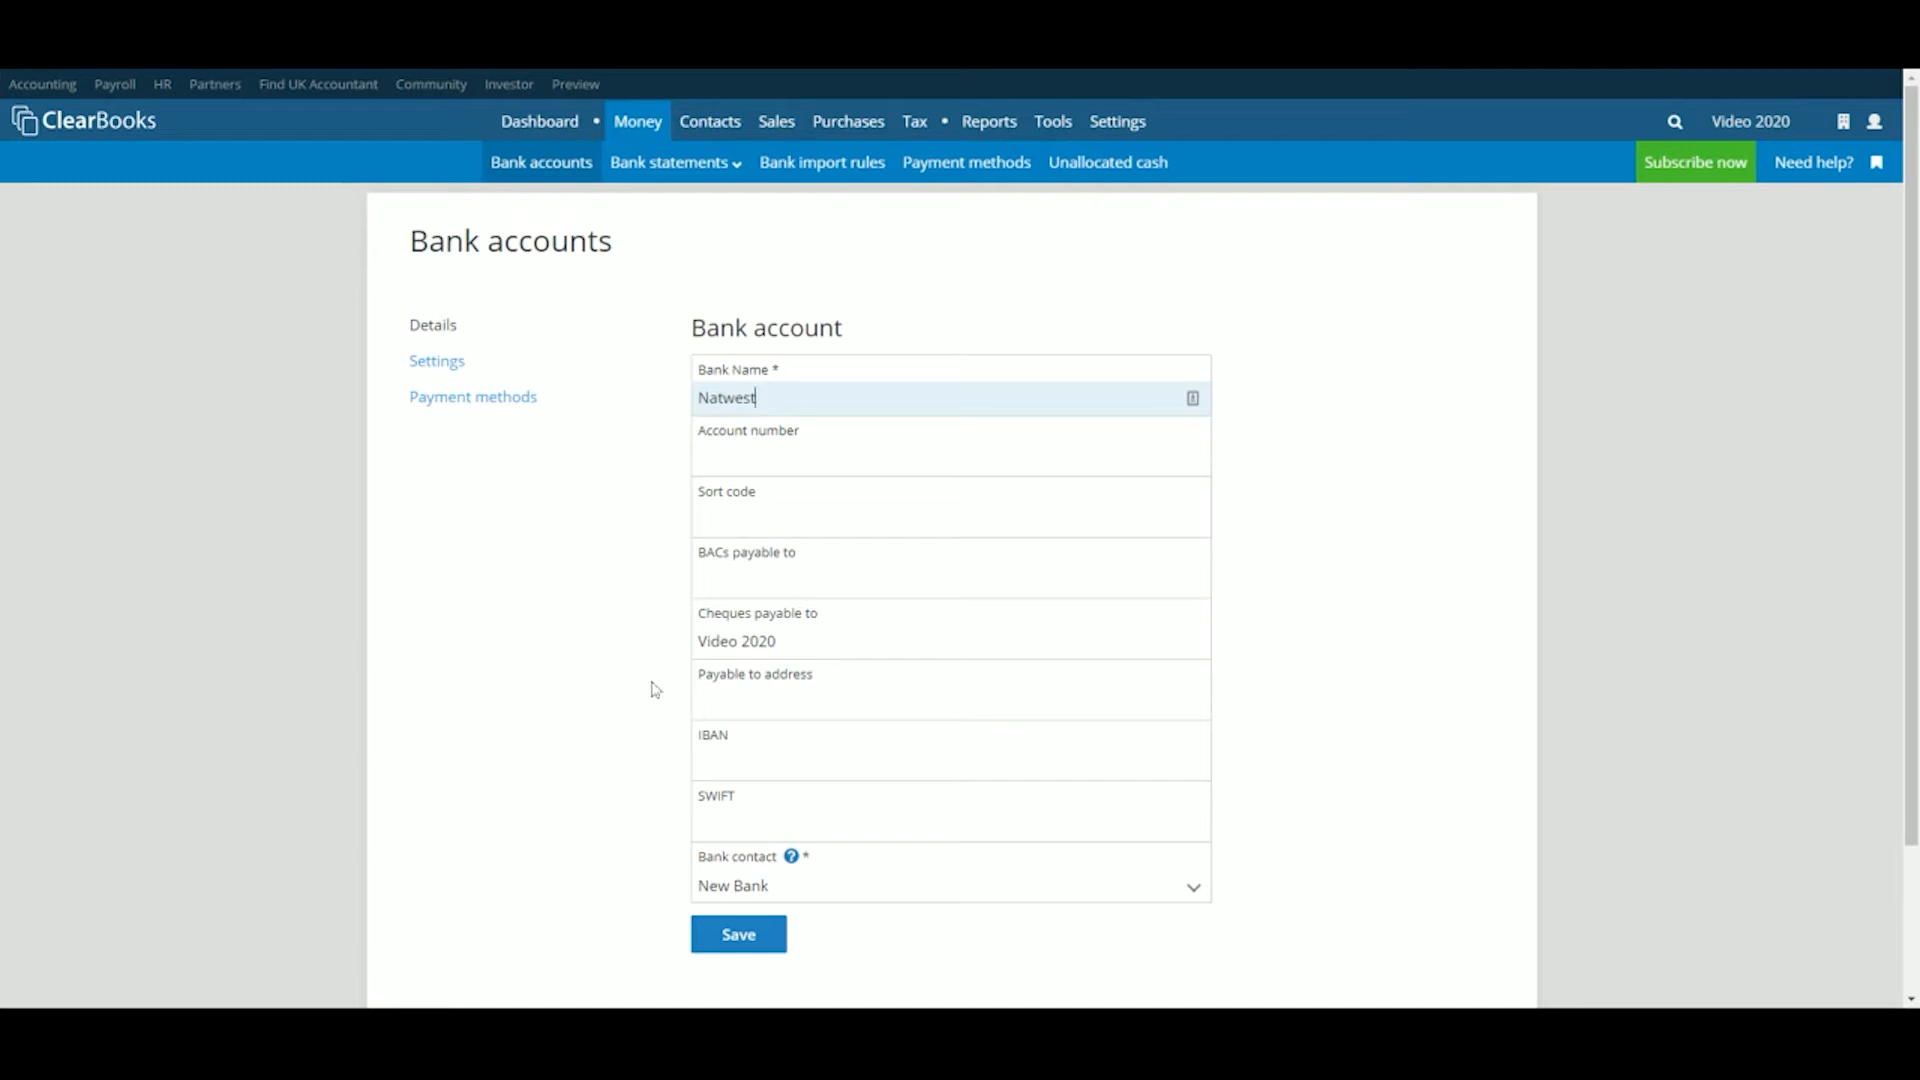 Accounting Payroll HR Partners Find UK Accountant Community Investor Preview
ClearBooks Dashboard • Money Contacts Sales Purchases Tax • Reports Tools Settings Video 2020
Bank accounts Bank statements Bank import rules Payment methods Unallocated cash Subscribe now Need help?
Bank accounts
Details
Settings
Payment methods
Bank account
Bank Name *
Natwest
Account number
Sort code
BACs payable to
Cheques payable to
Video 2020
Payable to address
IBAN
SWIFT
Bank contact ? *
New Bank
Save